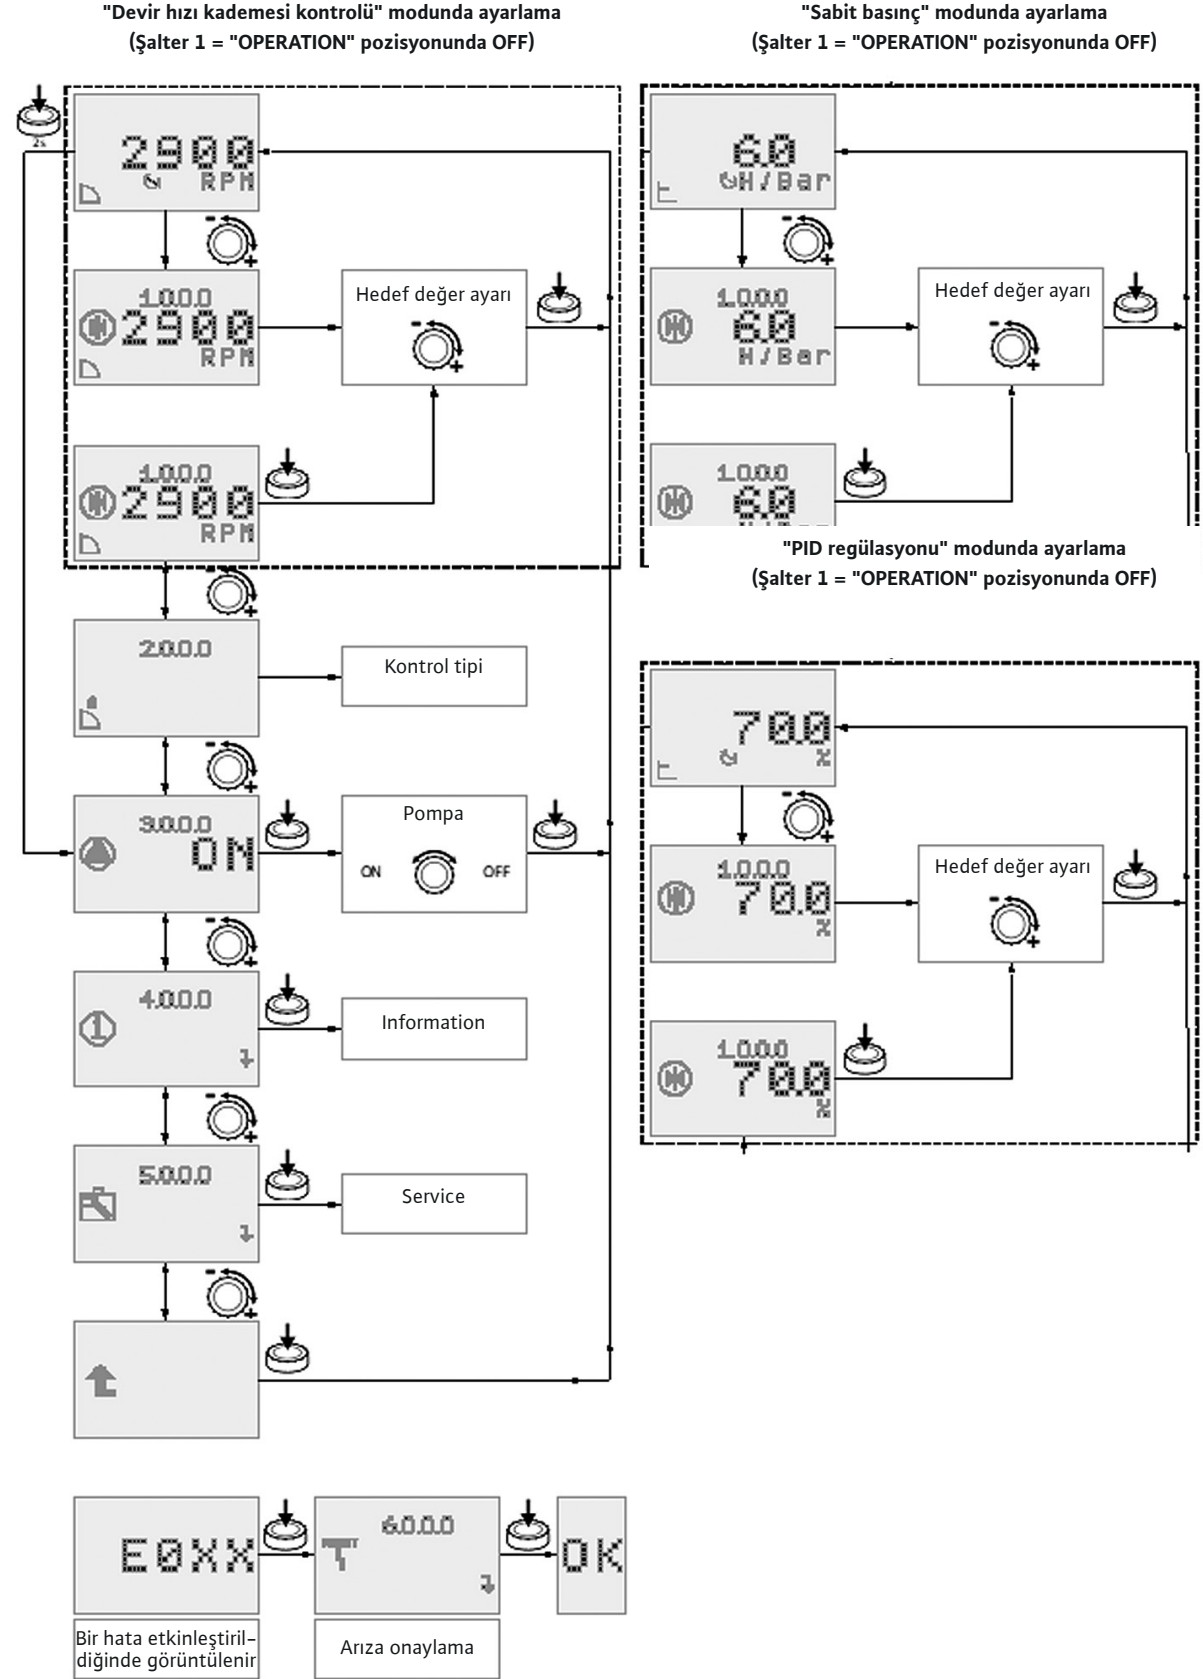 "Devir hızı kademesi kontrolü" modunda ayarlama
(Şalter 1 = "OPERATION" pozisyonunda OFF)
2s
2900
RPM
- +
1.0.0.0
2900
RPM
Hedef değer ayarı
- +
1.0.0.0
2900
RPM
- +
2.0.0.0
Kontrol tipi
- +
3.0.0.0
ON
Pompa
ON OFF
- +
4.0.0.0
1
Information
- +
5.0.0.0
Service
- +
E0XX
6.0.0.0
OK
Bir hata etkinleştiril-
diğinde görüntülenir
Arıza onaylama
"Sabit basınç" modunda ayarlama
(Şalter 1 = "OPERATION" pozisyonunda OFF)
6.0
H/Bar
- +
1.0.0.0
6.0
H/Bar
Hedef değer ayarı
- +
1.0.0.0
6.0
"PID regülasyonu" modunda ayarlama
(Şalter 1 = "OPERATION" pozisyonunda OFF)
70.0
%
- +
1.0.0.0
70.0
%
Hedef değer ayarı
- +
1.0.0.0
70.0
%